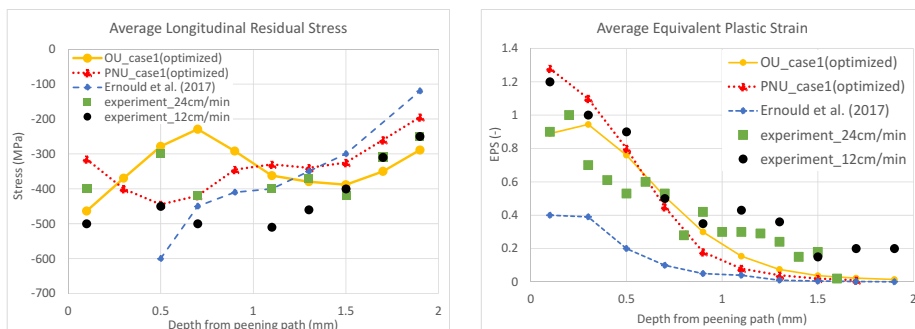 Average Longitudinal Residual Stress
0
-100
-200
-300
-400
-500
-600
-700
Stress (MPa)
OU_case1(optimized)
PNU_case1(optimized)
Ernould et al. (2017)
experiment_24cm/min
experiment_12cm/min
0
0.5
1
1.5
2
Depth from peening path (mm)
Average Equivalent Plastic Strain
1.4
1.2
1
0.8
0.6
0.4
0.2
0
EPS (-)
OU_case1(optimized)
PNU_case1(optimized)
Ernould et al. (2017)
experiment_24cm/min
experiment_12cm/min
0
0.5
1
1.5
2
Depth from peening path (mm)